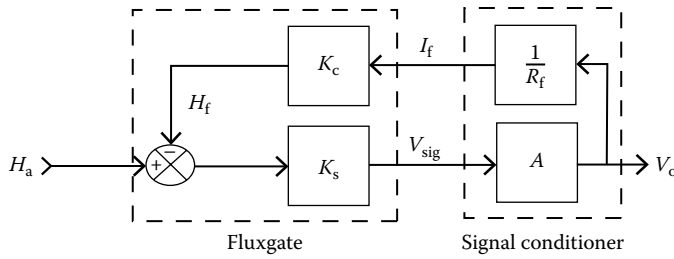 I_f
K_c
1/R_f
H_f
−
H_a
+
K_s
V_sig
A
V_o
Fluxgate
Signal conditioner